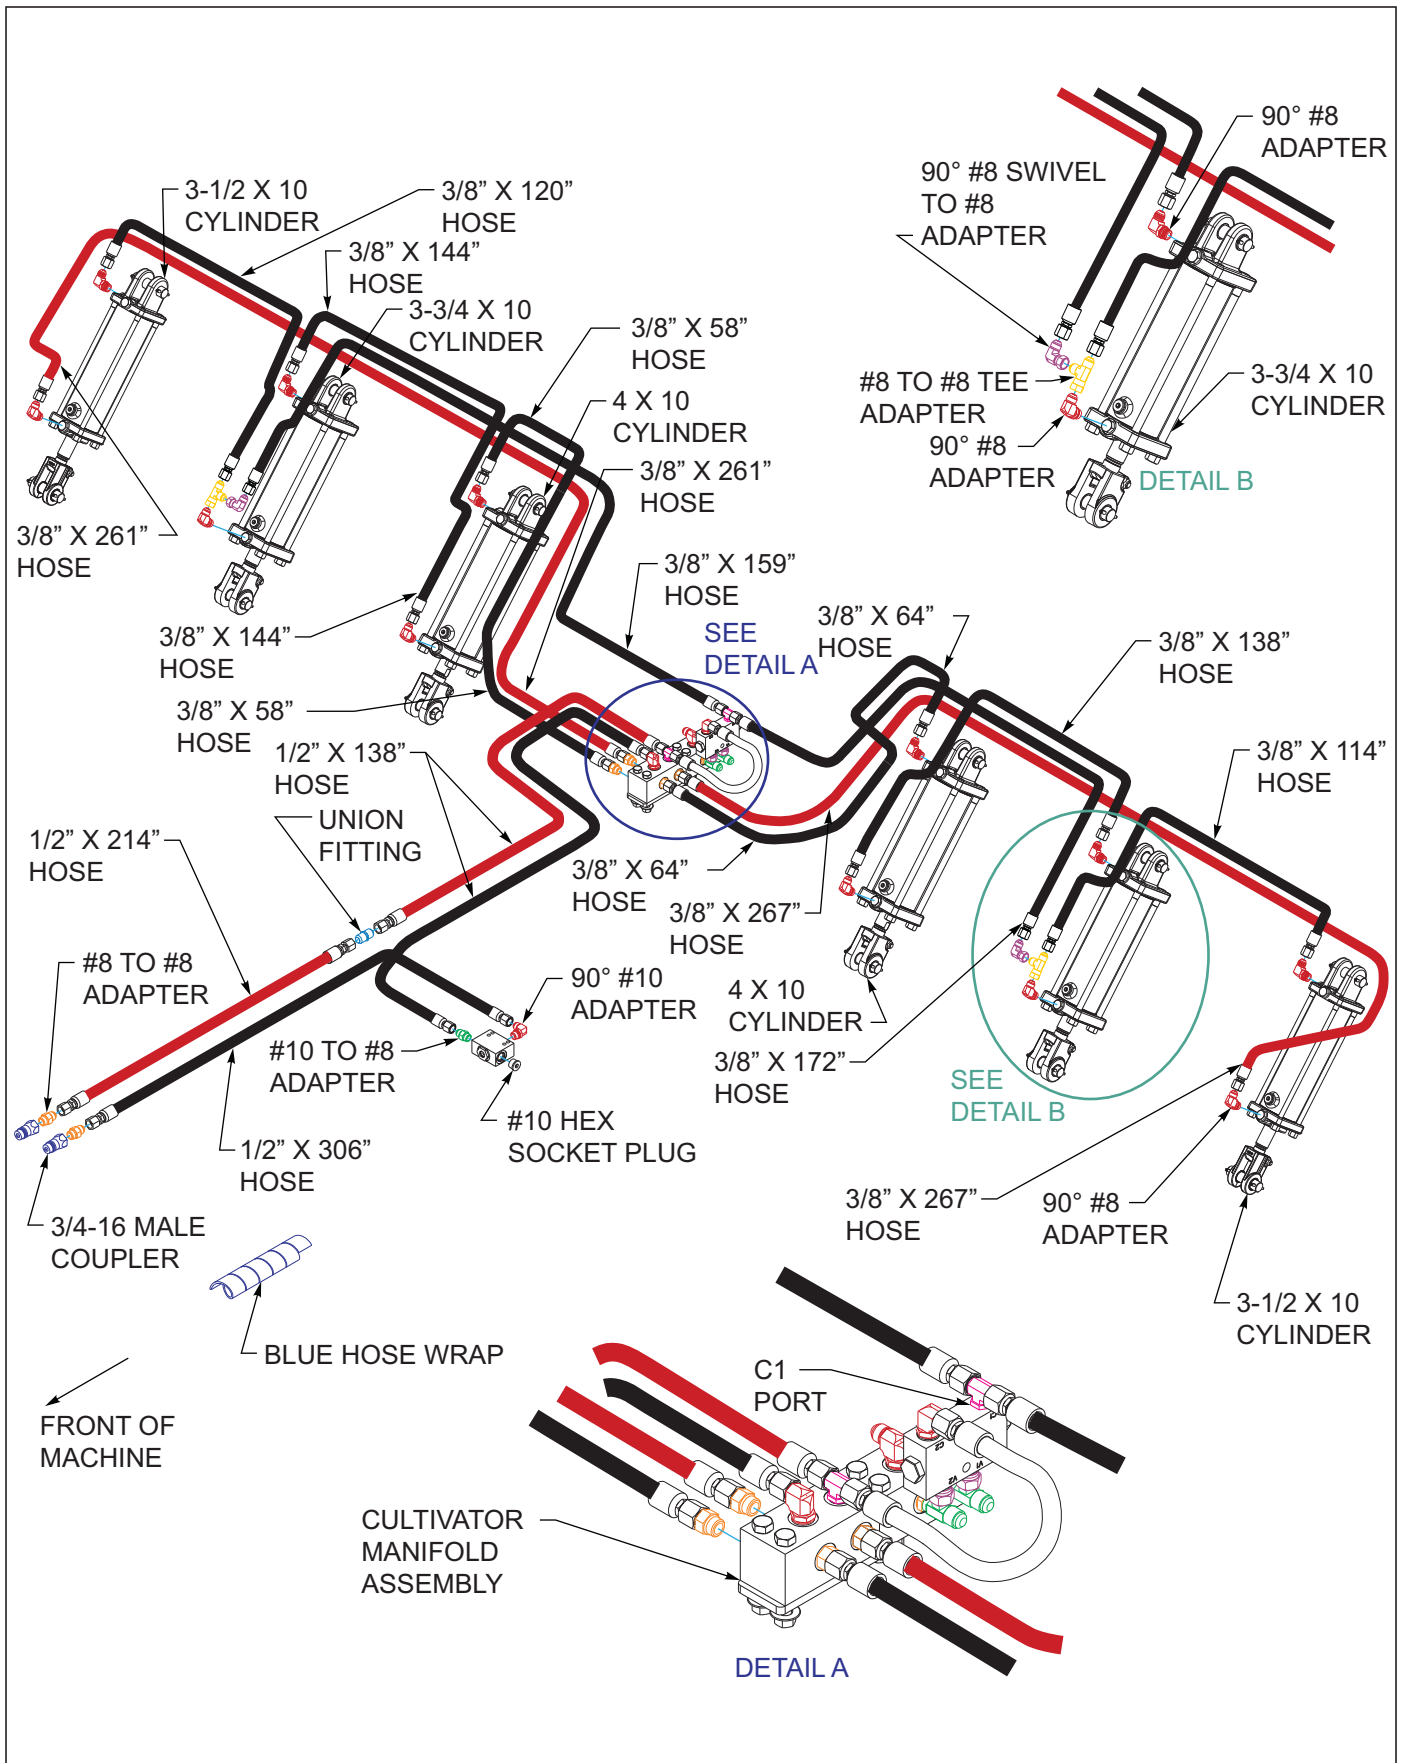 90° #8
ADAPTER
90° #8 SWIVEL
TO #8
ADAPTER
3-1/2 X 10
CYLINDER
3/8” X 120”
HOSE
3/8” X 144”
HOSE
3-3/4 X 10
CYLINDER
3/8” X 58”
HOSE
#8 TO #8 TEE
ADAPTER
3-3/4 X 10
CYLINDER
4 X 10
CYLINDER
90° #8
ADAPTER
DETAIL B
3/8” X 261”
HOSE
3/8” X 261”
HOSE
3/8” X 159”
HOSE
3/8” X 64”
HOSE
SEE
DETAIL A
3/8” X 144”
HOSE
3/8” X 138”
HOSE
3/8” X 58”
HOSE
1/2” X 138”
HOSE
3/8” X 114”
HOSE
UNION
FITTING
1/2” X 214”
HOSE
3/8” X 64”
HOSE
3/8” X 267”
HOSE
#8 TO #8
ADAPTER
90° #10
ADAPTER
4 X 10
CYLINDER
#10 TO #8
ADAPTER
3/8” X 172”
HOSE
SEE
DETAIL B
#10 HEX
SOCKET PLUG
1/2” X 306”
HOSE
3/8” X 267”
HOSE
90° #8
ADAPTER
3/4-16 MALE
COUPLER
3-1/2 X 10
CYLINDER
BLUE HOSE WRAP
C1
PORT
FRONT OF
MACHINE
C2
V1
V2
CULTIVATOR
MANIFOLD
ASSEMBLY
DETAIL A